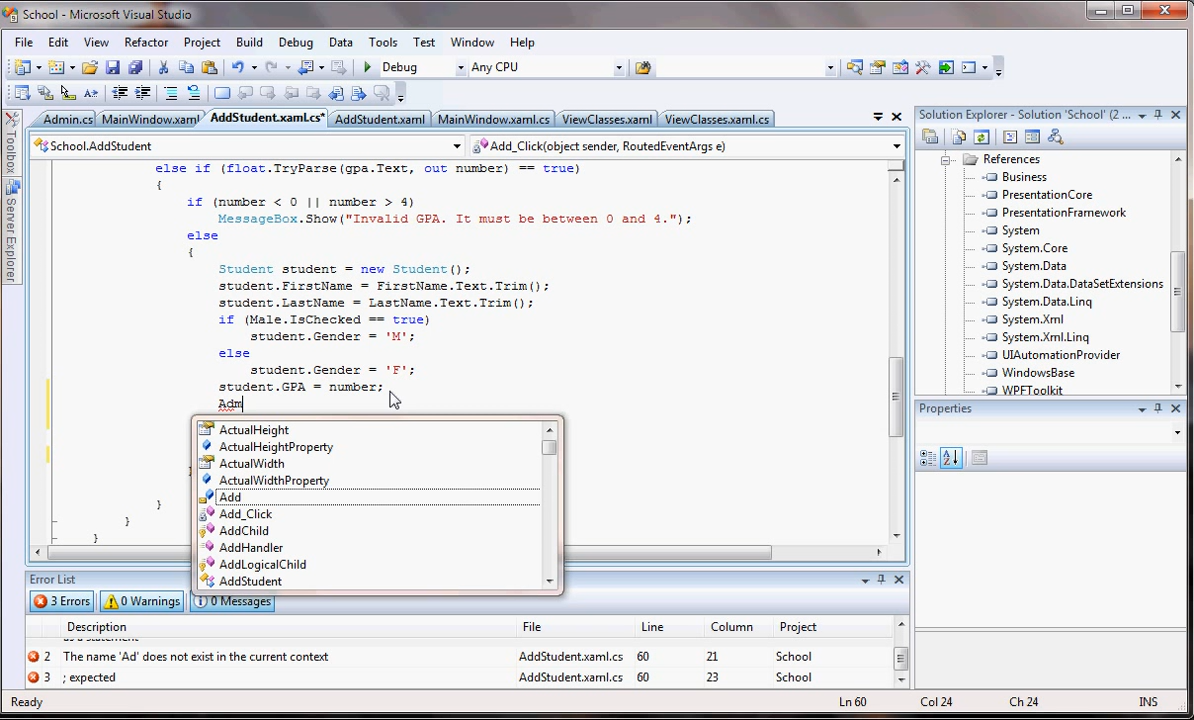 School - Microsoft Visual Studio
File Edit View Refactor Project Build Debug Data Tools Test Window Help
Debug Any CPU
Admin.cs MainWindow.xaml AddStudent.xaml.cs* AddStudent.xaml MainWindow.xaml.cs ViewClasses.xaml ViewClasses.xaml.cs
School.AddStudent Add_Click(object sender, RoutedEventArgs e)
Toolbox
Server Explorer
else if (float.TryParse(gpa.Text, out number) == true)
{
if (number < 0 || number > 4)
MessageBox.Show("Invalid GPA. It must be between 0 and 4.");
else
{
Student student = new Student();
student.FirstName = FirstName.Text.Trim();
student.LastName = LastName.Text.Trim();
if (Male.IsChecked == true)
student.Gender = 'M';
else
student.Gender = 'F';
student.GPA = number;
Adm
ActualHeight
ActualHeightProperty
ActualWidth
ActualWidthProperty
Add
Add_Click
AddChild
AddHandler
AddLogicalChild
AddStudent
}
}
}
Solution Explorer - Solution 'School' (2 ...
References
Business
PresentationCore
PresentationFramework
System
System.Core
System.Data
System.Data.DataSetExtensions
System.Data.Linq
System.Xml
System.Xml.Linq
UIAutomationProvider
WindowsBase
WPFToolkit
Properties
Error List
3 Errors 0 Warnings 0 Messages
Description File Line Column Project
as a statement
2 The name 'Ad' does not exist in the current context AddStudent.xaml.cs 60 21 School
3 ; expected AddStudent.xaml.cs 60 23 School
Ready Ln 60 Col 24 Ch 24 INS